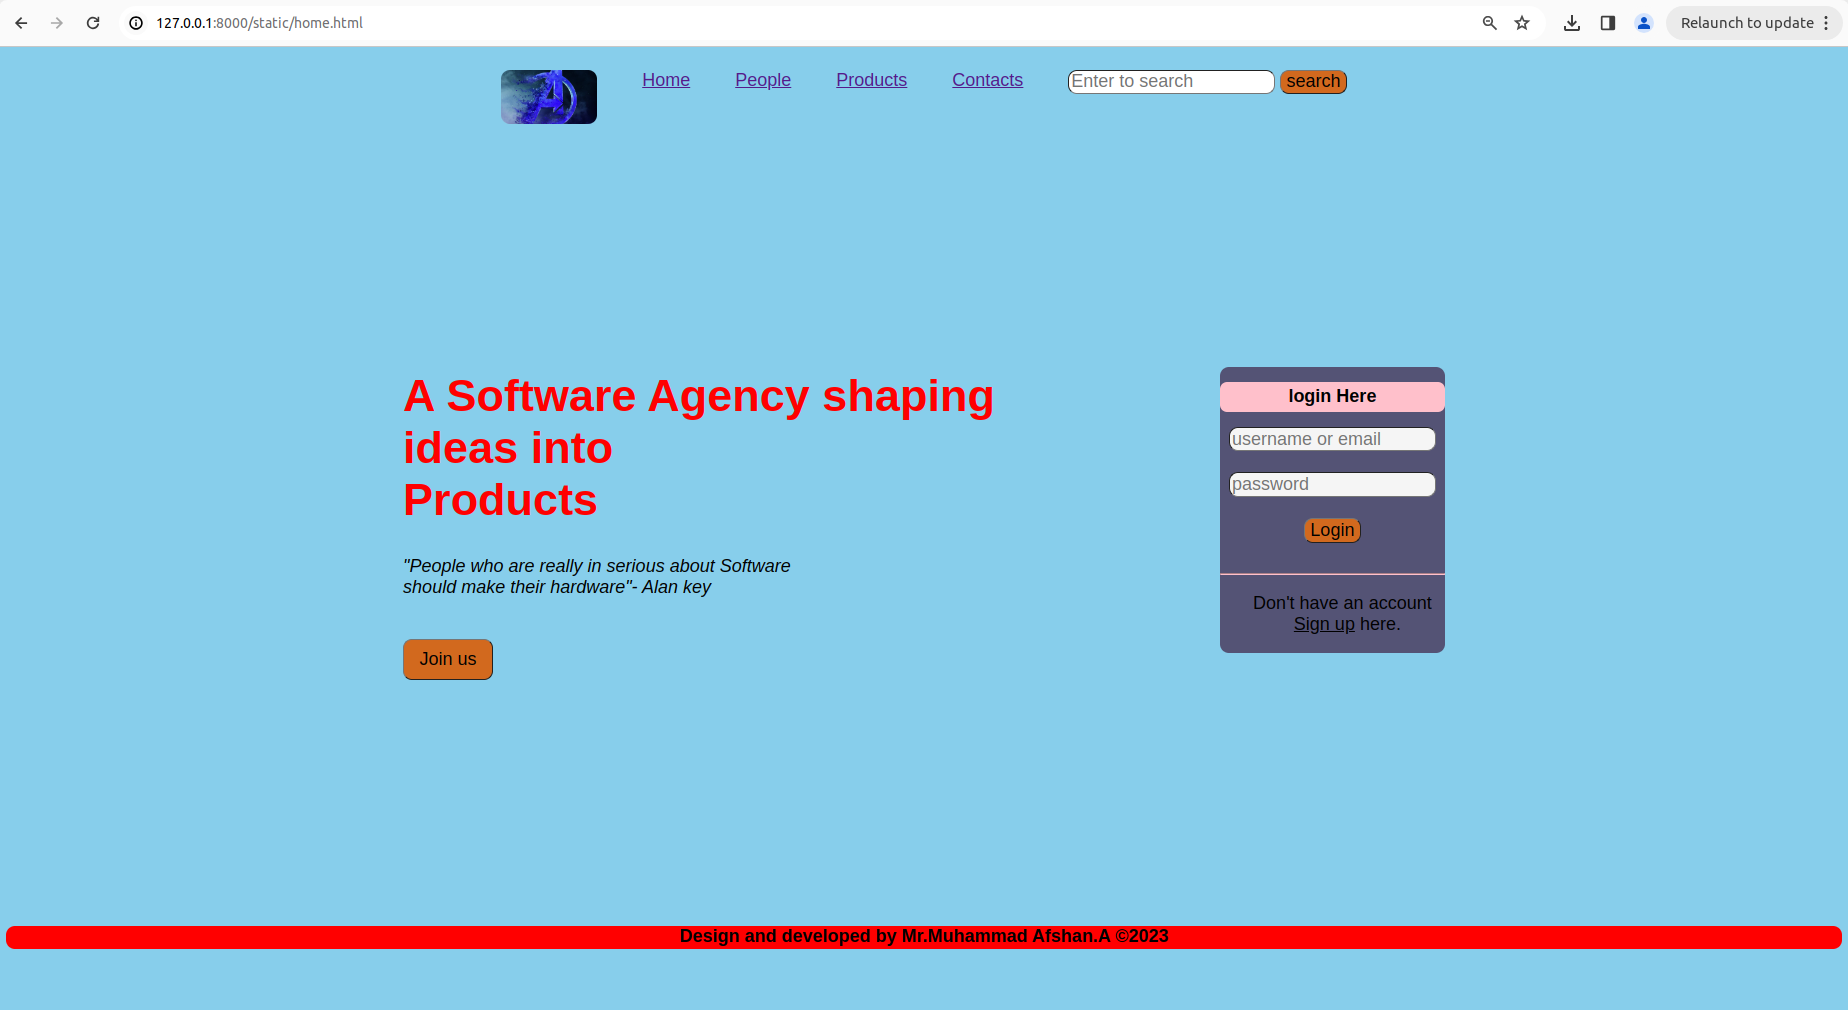 127.0.0.1:8000/static/home.html
Relaunch to update
Home People Products Contacts Enter to search search
A Software Agency shaping
ideas into
Products
"People who are really in serious about Software
should make their hardware"- Alan key
Join us
login Here
username or email
password
Login
Don't have an account
Sign up here.
Design and developed by Mr.Muhammad Afshan.A ©2023